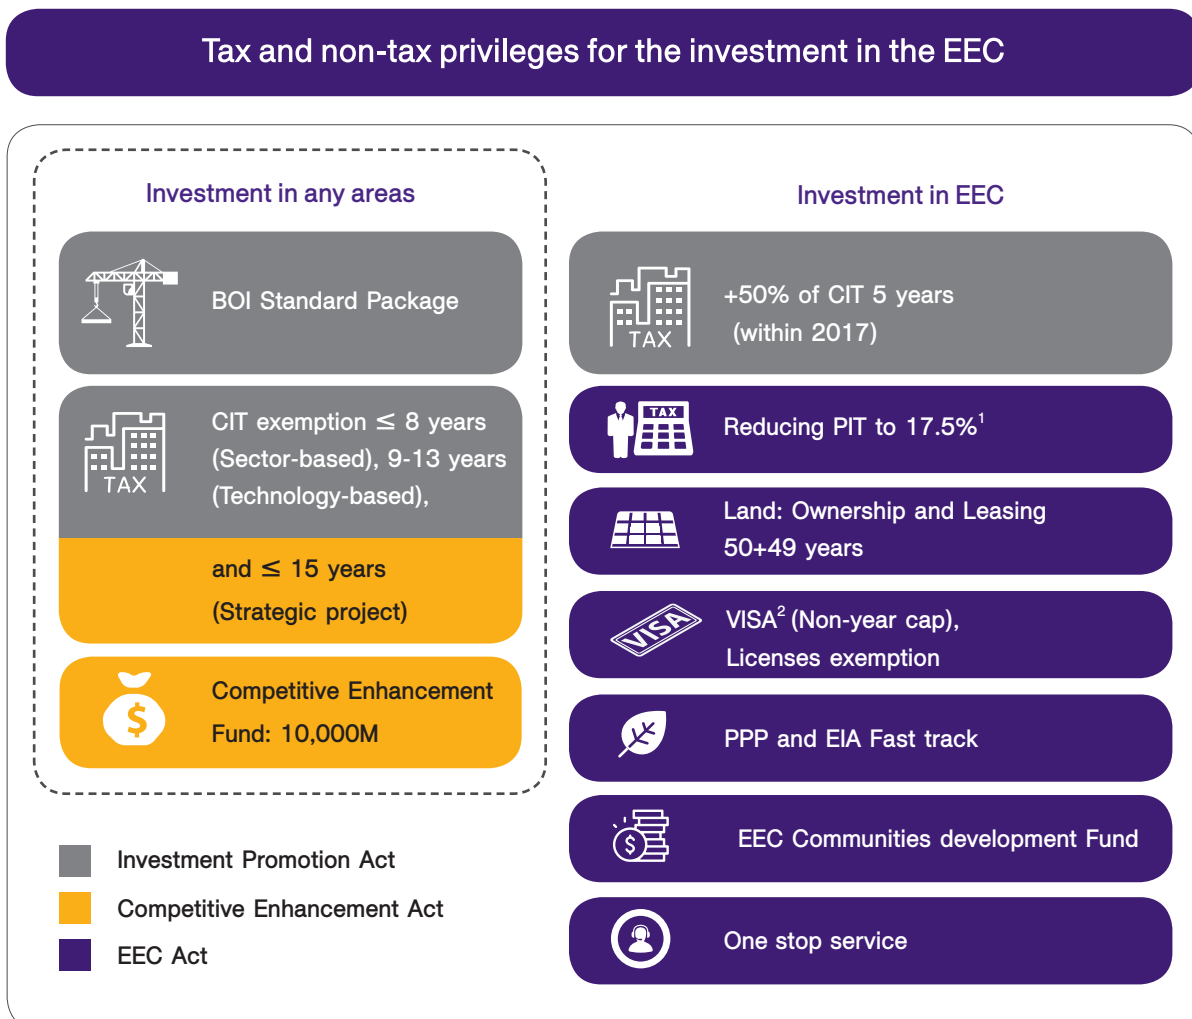 Tax and non-tax privileges for the investment in the EEC
Investment in any areas
BOI Standard Package
TAX
CIT exemption ≤ 8 years
(Sector-based), 9-13 years
(Technology-based),
and ≤ 15 years
(Strategic project)
$
Competitive Enhancement
Fund: 10,000M
Investment Promotion Act
Competitive Enhancement Act
EEC Act
Investment in EEC
TAX
+50% of CIT 5 years
(within 2017)
TAX
Reducing PIT to 17.5%¹
Land: Ownership and Leasing
50+49 years
VISA
VISA² (Non-year cap),
Licenses exemption
PPP and EIA Fast track
$
EEC Communities development Fund
One stop service